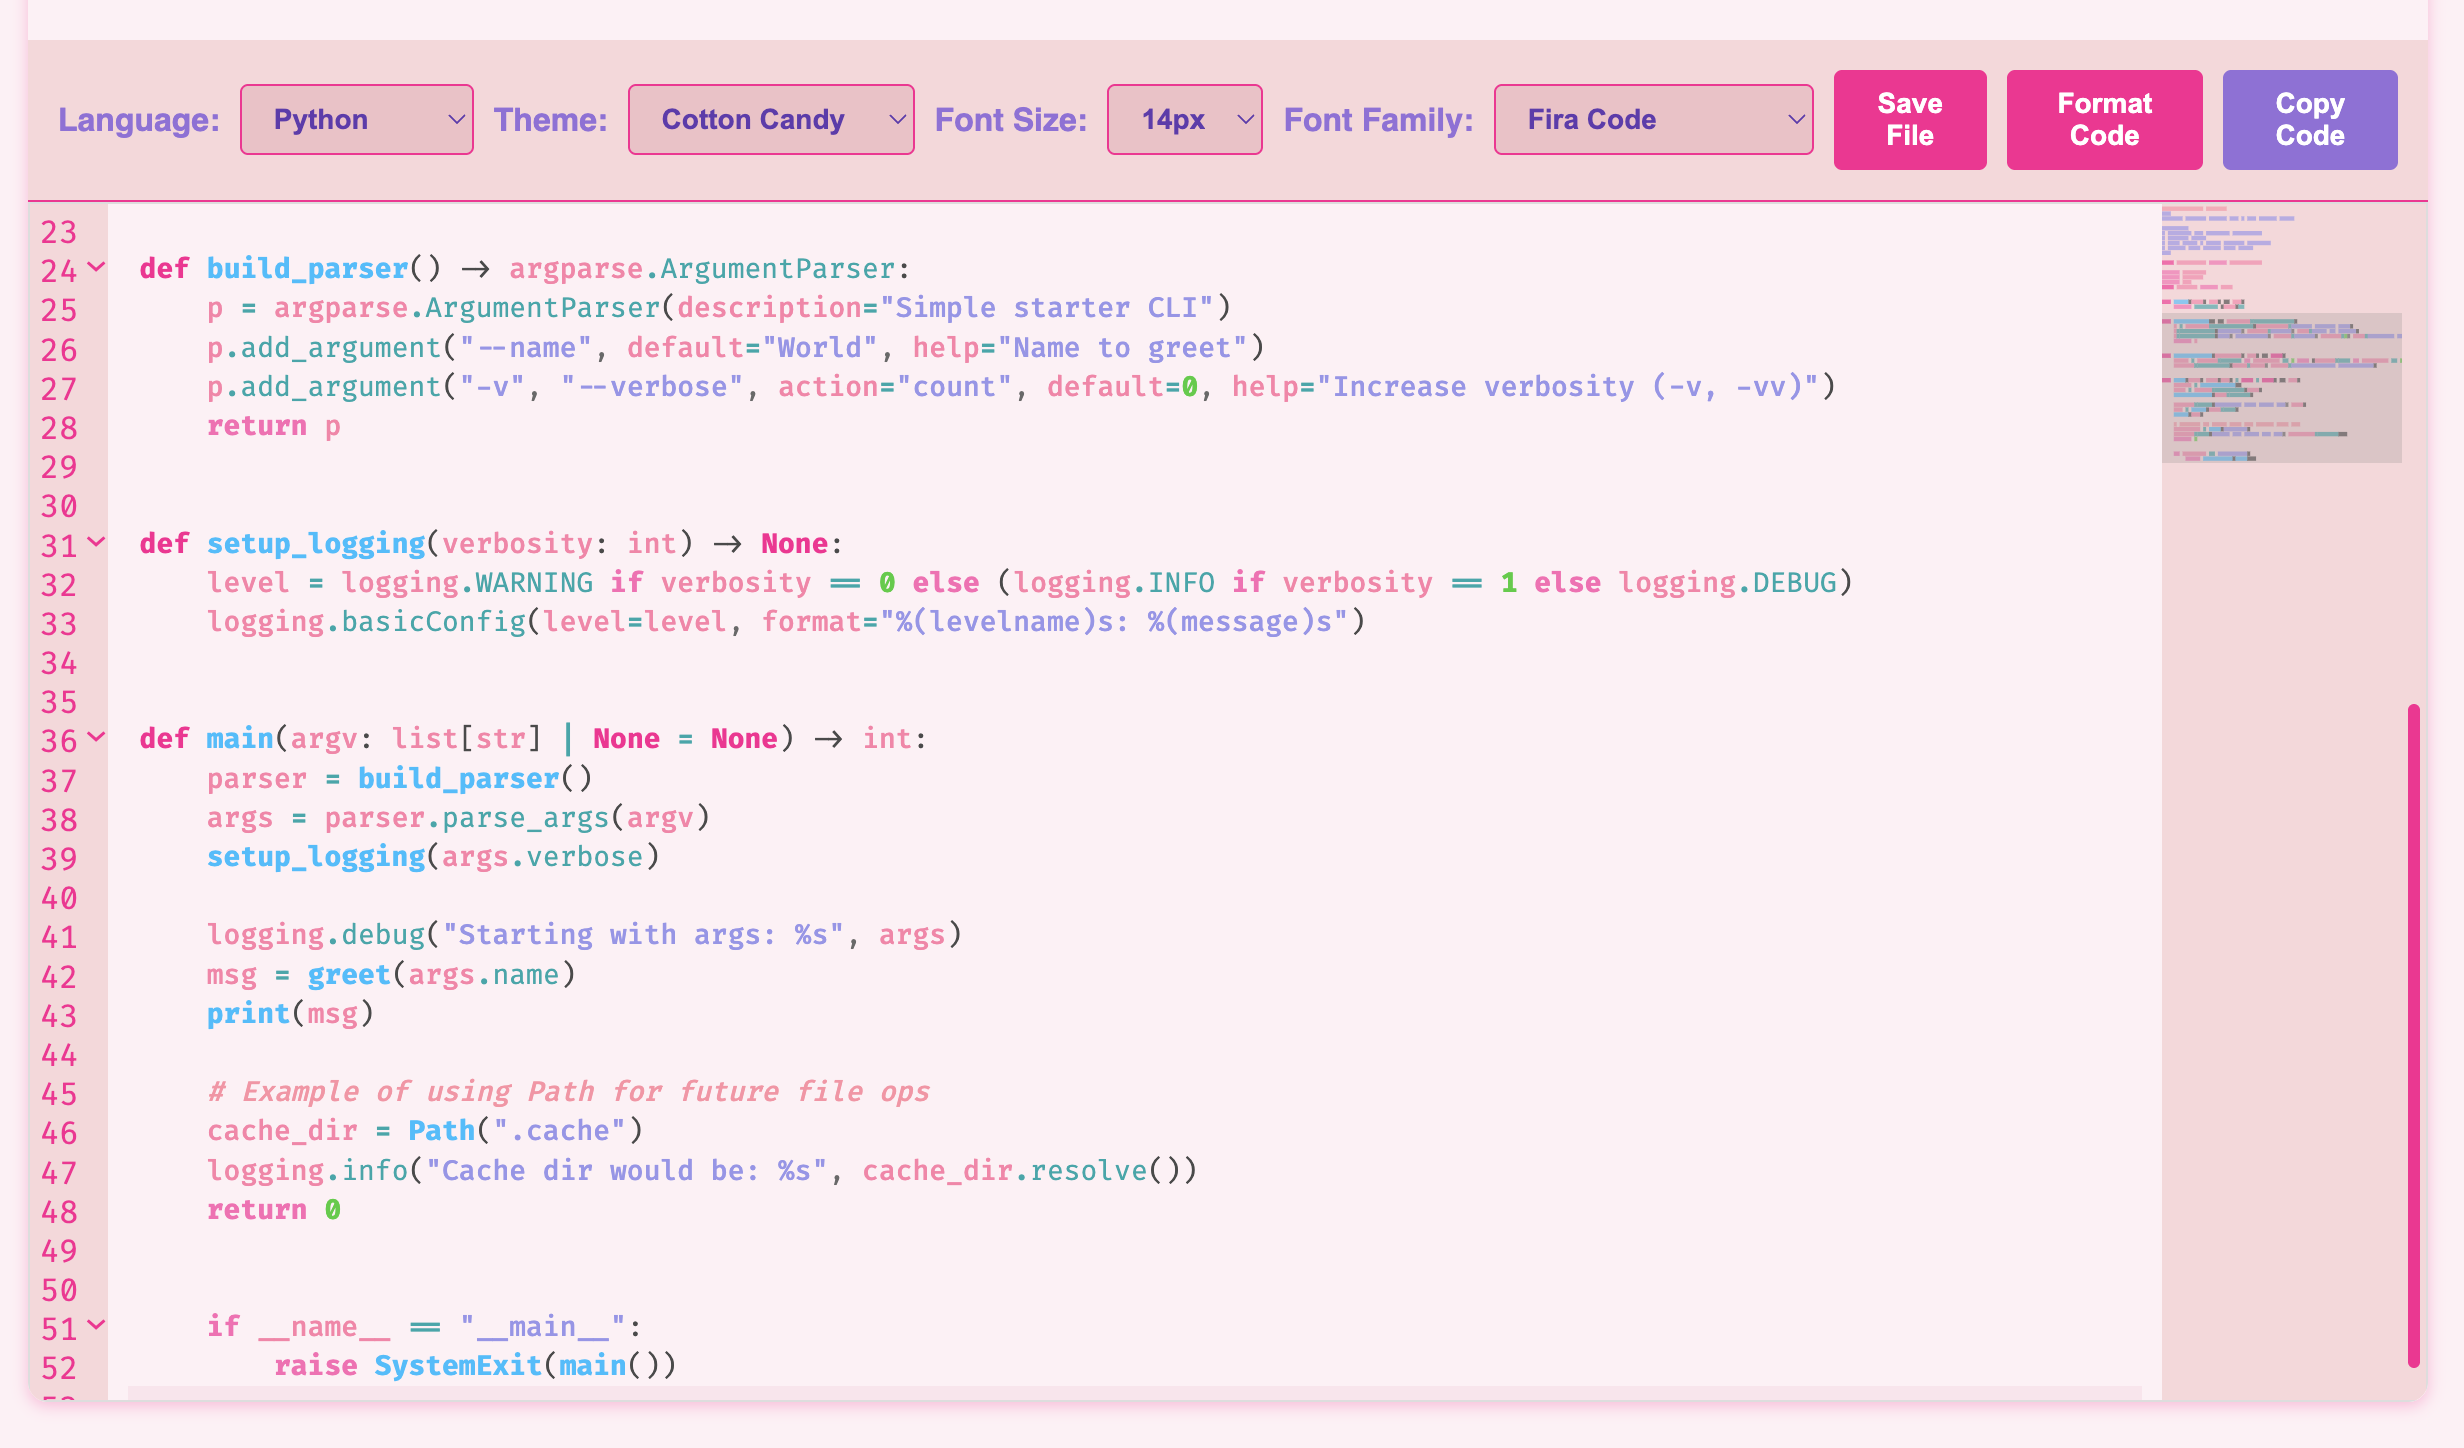 Language: Python Theme: Cotton Candy Font Size: 14px Font Family: Fira Code Save File Format Code Copy Code
23
24 def build_parser() -> argparse.ArgumentParser:
25     p = argparse.ArgumentParser(description="Simple starter CLI")
26     p.add_argument("--name", default="World", help="Name to greet")
27     p.add_argument("-v", "--verbose", action="count", default=0, help="Increase verbosity (-v, -vv)")
28     return p
29
30
31 def setup_logging(verbosity: int) -> None:
32     level = logging.WARNING if verbosity == 0 else (logging.INFO if verbosity == 1 else logging.DEBUG)
33     logging.basicConfig(level=level, format="%(levelname)s: %(message)s")
34
35
36 def main(argv: list[str] | None = None) -> int:
37     parser = build_parser()
38     args = parser.parse_args(argv)
39     setup_logging(args.verbose)
40
41     logging.debug("Starting with args: %s", args)
42     msg = greet(args.name)
43     print(msg)
44
45     # Example of using Path for future file ops
46     cache_dir = Path(".cache")
47     logging.info("Cache dir would be: %s", cache_dir.resolve())
48     return 0
49
50
51     if __name__ == "__main__":
52         raise SystemExit(main())